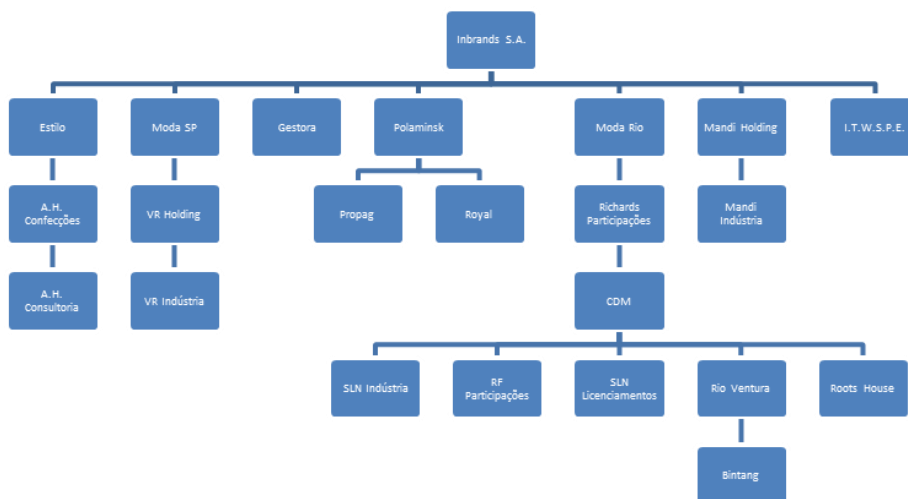 Inbrands S.A.
Estilo
Moda SP
Gestora
Polaminsk
Moda Rio
Mandi Holding
I.T.W.S.P.E.
A.H.
Confecções
VR Holding
Propag
Royal
Richards
Participações
Mandi
Indústria
A.H.
Consultoria
VR Indústria
CDM
SLN Indústria
RF
Participações
SLN
Licenciamentos
Rio Ventura
Roots House
Bintang